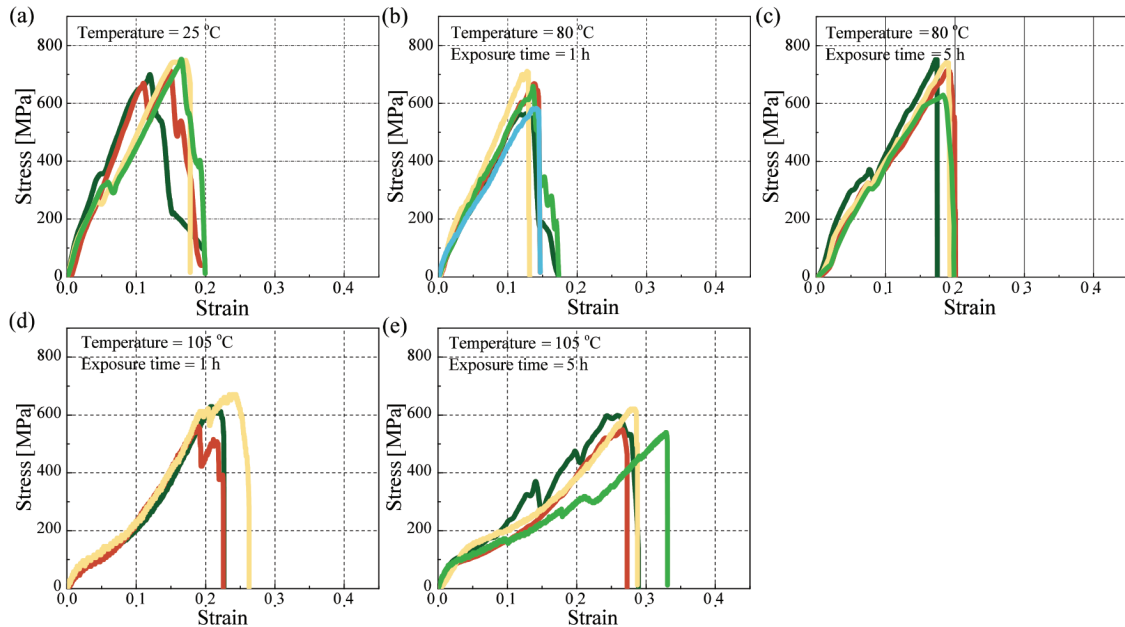 (a)
Temperature = 25 °C
800
600
400
200
0
0.0
0.1
0.2
0.3
0.4
Stress [MPa]
Strain
(b)
Temperature = 80 °C
Exposure time = 1 h
800
600
400
200
0
0.0
0.1
0.2
0.3
0.4
Stress [MPa]
Strain
(c)
Temperature = 80 °C
Exposure time = 5 h
800
600
400
200
0
0.0
0.1
0.2
0.3
0.4
Stress [MPa]
Strain
(d)
Temperature = 105 °C
Exposure time = 1 h
800
600
400
200
0
0.0
0.1
0.2
0.3
0.4
Stress [MPa]
Strain
(e)
Temperature = 105 °C
Exposure time = 5 h
800
600
400
200
0
0.0
0.1
0.2
0.3
0.4
Stress [MPa]
Strain